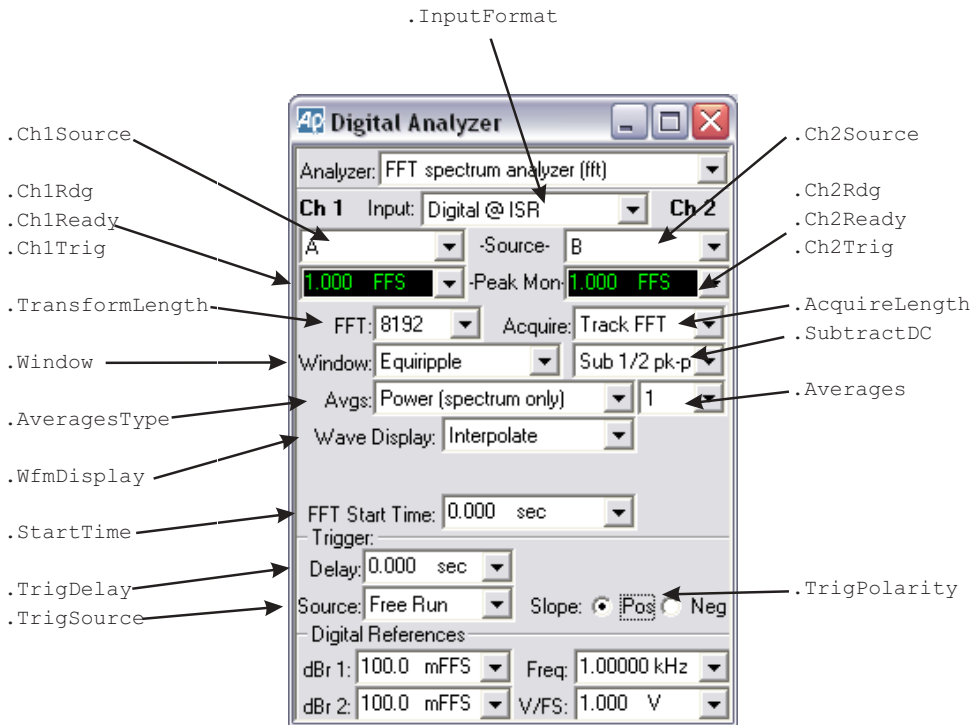 .InputFormat
.Ch1Source
.Ch1Rdg
.Ch1Ready
.Ch1Trig
.TransformLength
.Window
.AveragesType
.WfmDisplay
.StartTime
.TrigDelay
.TrigSource
Ap Digital Analyzer
Analyzer: FFT spectrum analyzer (fft)
Ch 1 Input: Digital @ ISR Ch 2
A -Source- B
1.000 FFS -Peak Mon- 1.000 FFS
FFT: 8192 Acquire: Track FFT
Window: Equiripple Sub 1/2 pk-p
Avgs: Power (spectrum only) 1
Wave Display: Interpolate
FFT Start Time: 0.000 sec
Trigger:
Delay: 0.000 sec
Source: Free Run Slope: Pos Neg
Digital References
dBr 1: 100.0 mFFS Freq: 1.00000 kHz
dBr 2: 100.0 mFFS V/FS: 1.000 V
.Ch2Source
.Ch2Rdg
.Ch2Ready
.Ch2Trig
.AcquireLength
.SubtractDC
.Averages
.TrigPolarity